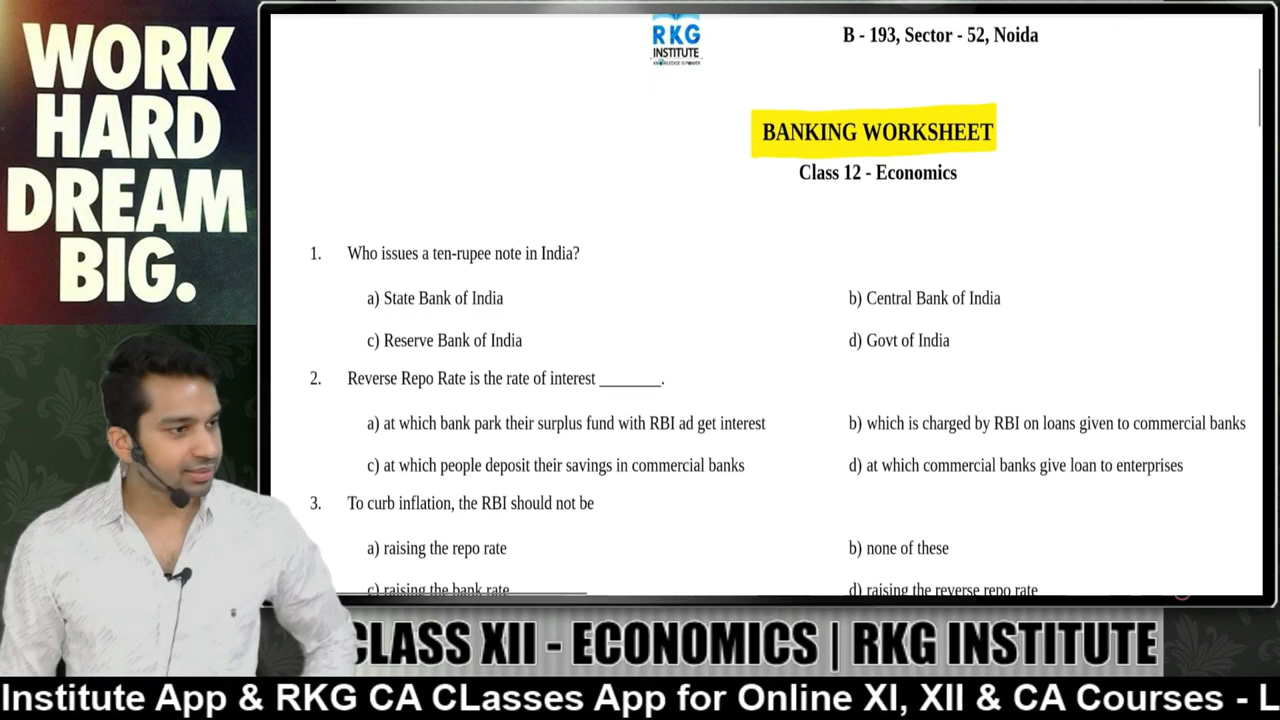 WORK
HARD
DREAM
BIG.
RKG
INSTITUTE
KNOWLEDGE IS POWER
B - 193, Sector - 52, Noida
BANKING WORKSHEET
Class 12 - Economics
1. Who issues a ten-rupee note in India?
a) State Bank of India b) Central Bank of India
c) Reserve Bank of India d) Govt of India
2. Reverse Repo Rate is the rate of interest _______.
a) at which bank park their surplus fund with RBI ad get interest b) which is charged by RBI on loans given to commercial banks
c) at which people deposit their savings in commercial banks d) at which commercial banks give loan to enterprises
3. To curb inflation, the RBI should not be
a) raising the repo rate b) none of these
c) raising the bank rate d) raising the reverse repo rate
CLASS XII - ECONOMICS | RKG INSTITUTE
Institute App & RKG CA CLasses App for Online XI, XII & CA Courses - L